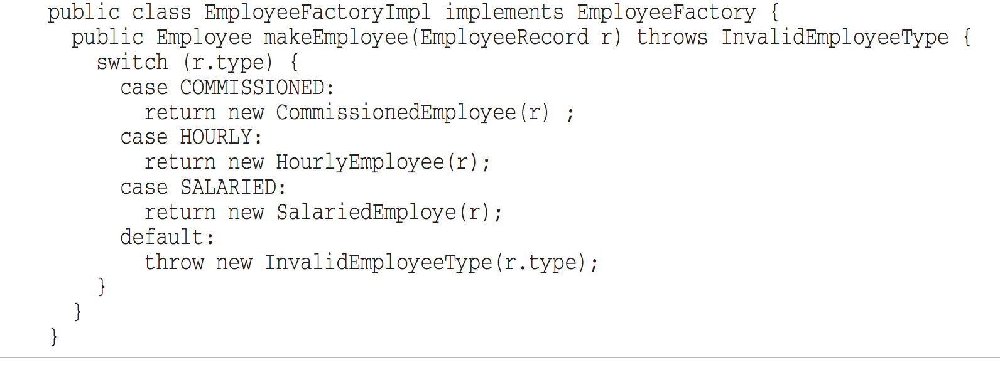 public class EmployeeFactoryImpl implements EmployeeFactory {
public Employee makeEmployee(EmployeeRecord r) throws InvalidEmployeeType {
switch (r.type) {
case COMMISSIONED:
return new CommissionedEmployee(r) ;
case HOURLY:
return new HourlyEmployee(r);
case SALARIED:
return new SalariedEmploye(r);
default:
throw new InvalidEmployeeType(r.type);
}
}
}